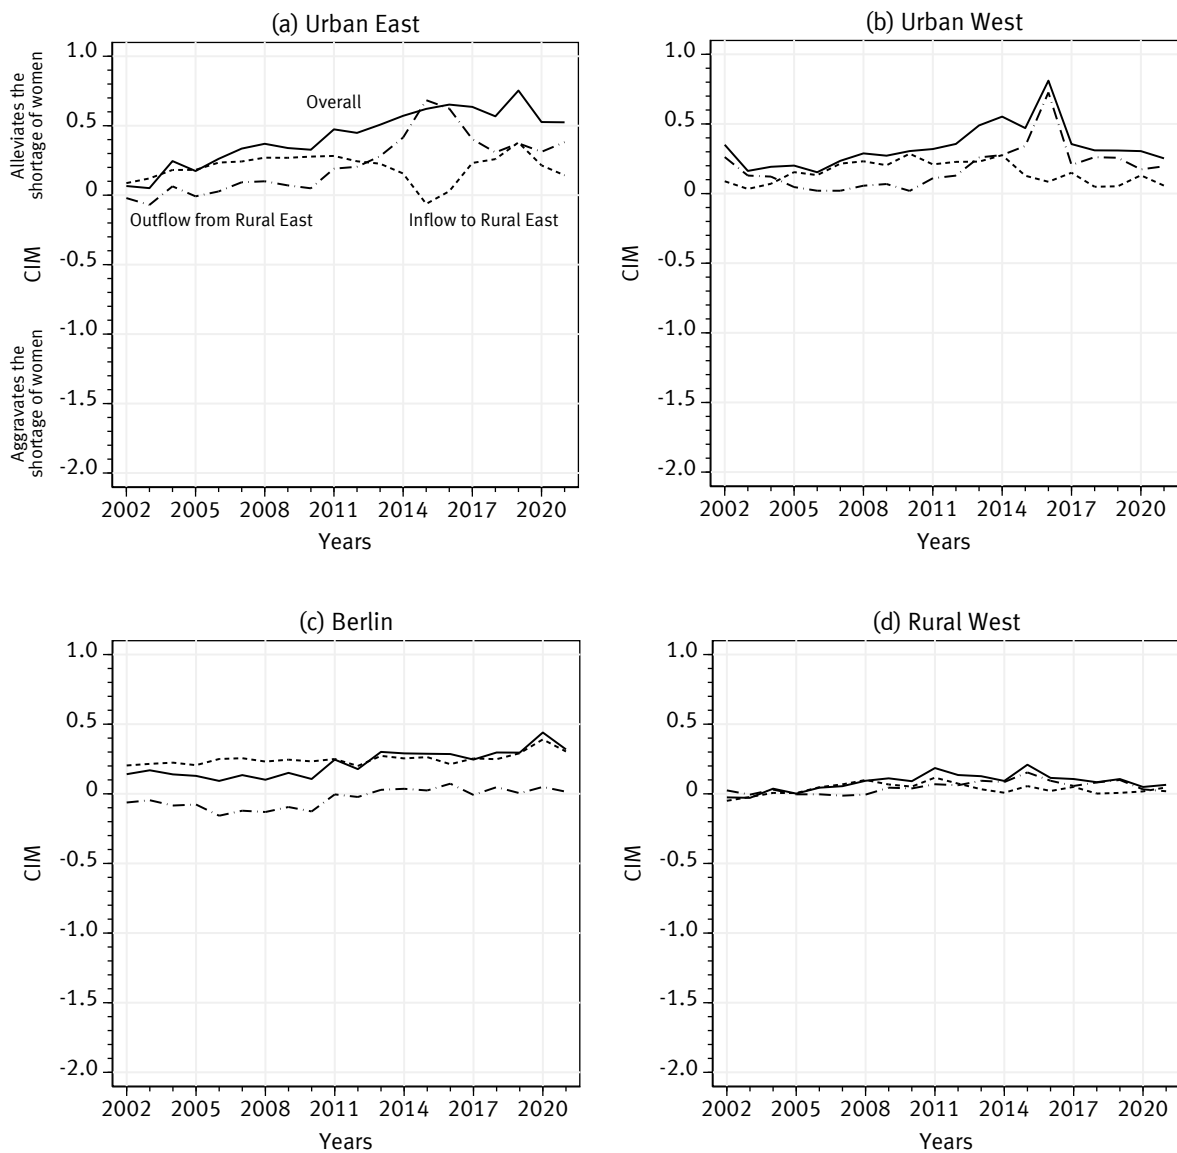 (a) Urban East
Alleviates the
shortage of women
CIM
Aggravates the
shortage of women
1.0
0.5
0
-0.5
-1.0
-1.5
-2.0
Overall
Outflow from Rural East
Inflow to Rural East
2002 2005 2008 2011 2014 2017 2020
Years
(b) Urban West
CIM
1.0
0.5
0
-0.5
-1.0
-1.5
-2.0
2002 2005 2008 2011 2014 2017 2020
Years
(c) Berlin
CIM
1.0
0.5
0
-0.5
-1.0
-1.5
-2.0
2002 2005 2008 2011 2014 2017 2020
Years
(d) Rural West
CIM
1.0
0.5
0
-0.5
-1.0
-1.5
-2.0
2002 2005 2008 2011 2014 2017 2020
Years